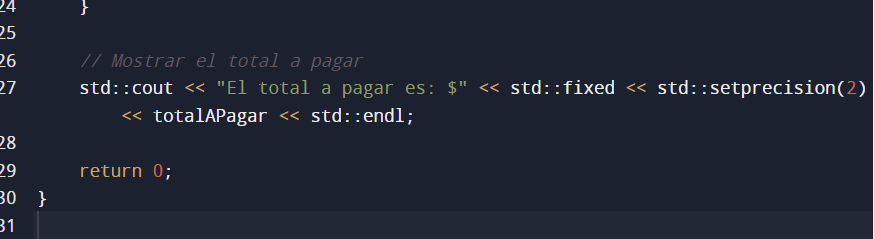 24    }
25
26    // Mostrar el total a pagar
27    std::cout << "El total a pagar es: $" << std::fixed << std::setprecision(2)
        << totalAPagar << std::endl;
28
29    return 0;
30 }
31